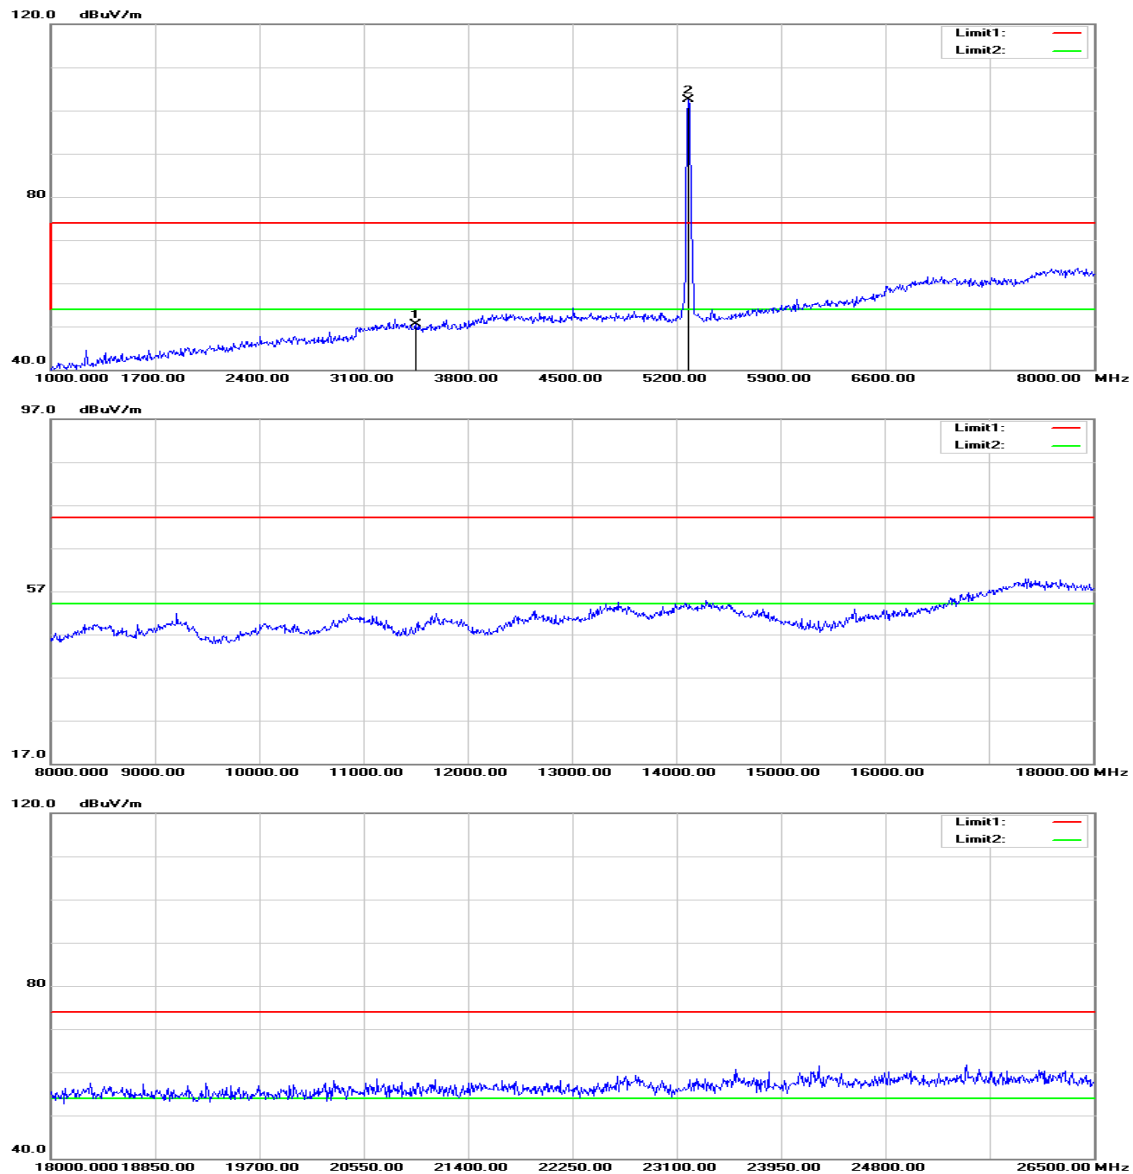 120.0 dBuV/m
Limit1:
Limit2:
2
80
1
40.0
1000.000 1700.00 2400.00 3100.00 3800.00 4500.00 5200.00 5900.00 6600.00 8000.00 MHz
97.0 dBuV/m
Limit1:
Limit2:
57
17.0
8000.000 9000.00 10000.00 11000.00 12000.00 13000.00 14000.00 15000.00 16000.00 18000.00 MHz
120.0 dBuV/m
Limit1:
Limit2:
80
40.0
18000.000 18850.00 19700.00 20550.00 21400.00 22250.00 23100.00 23950.00 24800.00 26500.00 MHz